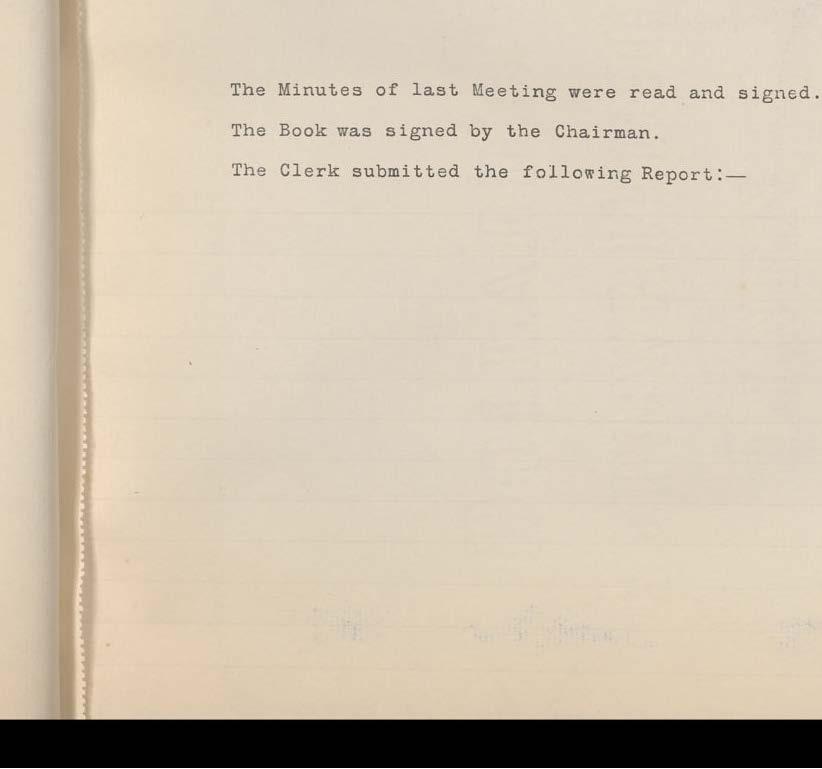 The Minutes of last Meeting were read and signed.
The Book was signed by the Chairman.
The Clerk submitted the following Report:—